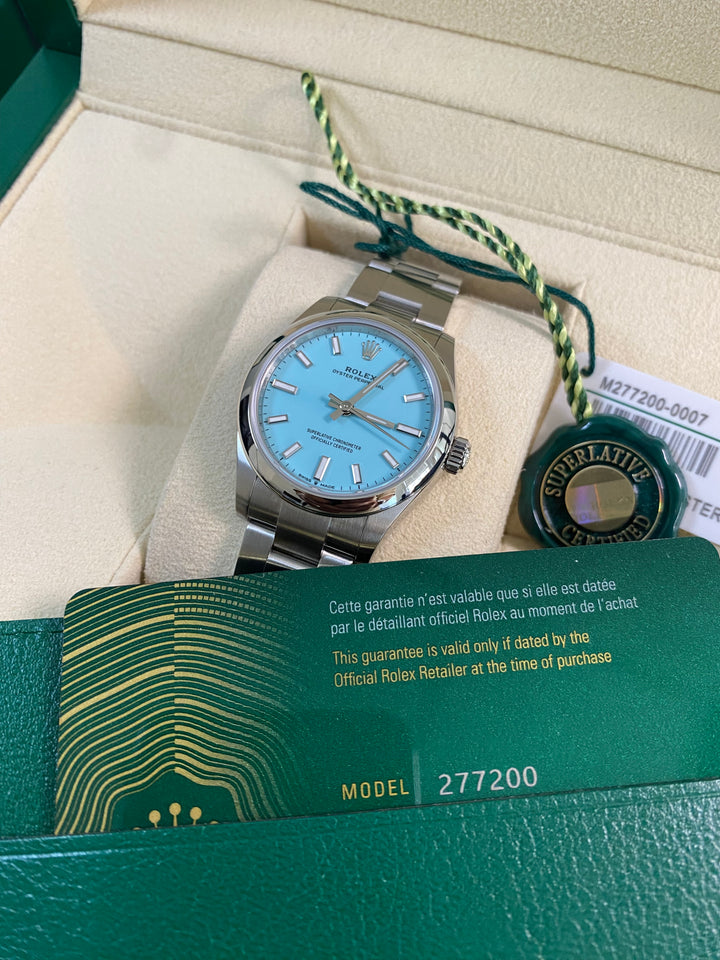 ROLEX
OYSTER PERPETUAL
SUPERLATIVE CHRONOMETER
OFFICIALLY CERTIFIED
SWISS MADE
M277200-0007
SUPERLATIVE
CERTIFIED
Cette garantie n'est valable que si elle est datée
par le détaillant officiel Rolex au moment de l'achat
This guarantee is valid only if dated by the
Official Rolex Retailer at the time of purchase
MODEL 277200